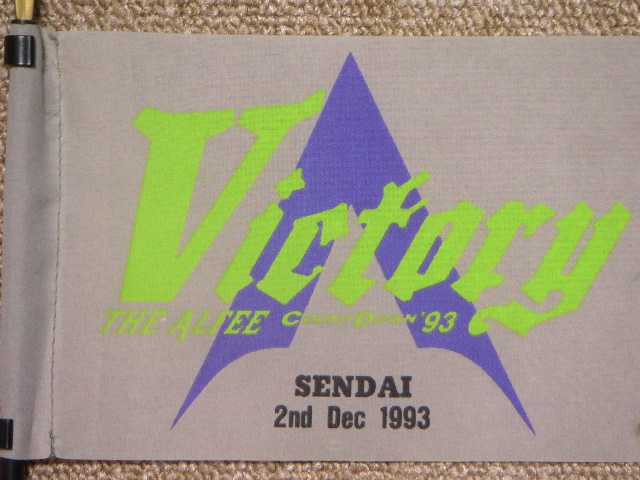 Victory
THE ALFEE COUNT DOWN '93
SENDAI
2nd Dec 1993